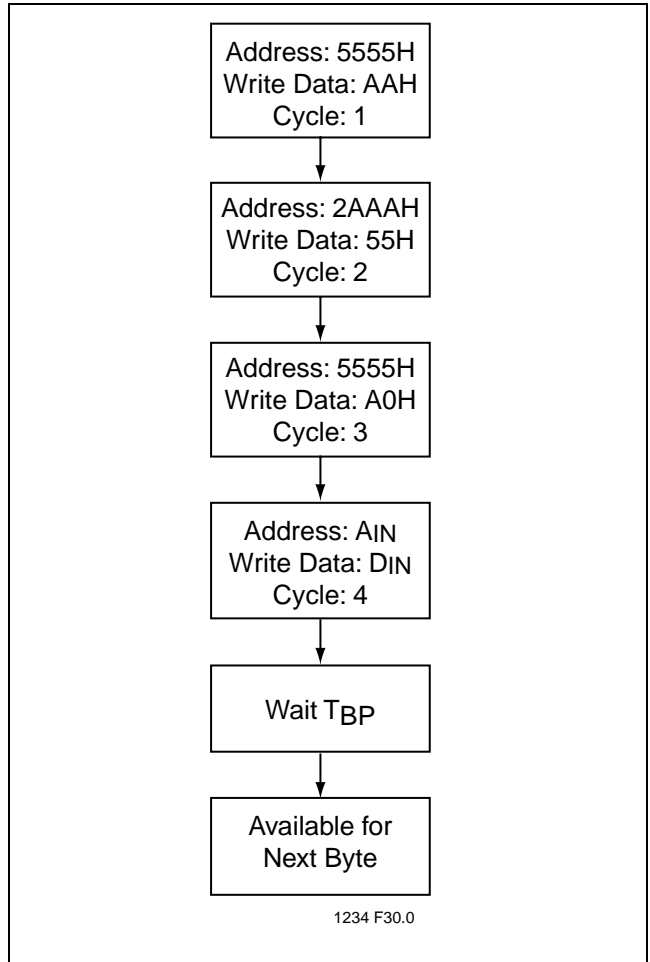 Address: 5555H
Write Data: AAH
Cycle: 1
Address: 2AAAH
Write Data: 55H
Cycle: 2
Address: 5555H
Write Data: A0H
Cycle: 3
Address: AIN
Write Data: DIN
Cycle: 4
Wait TBP
Available for
Next Byte
1234 F30.0